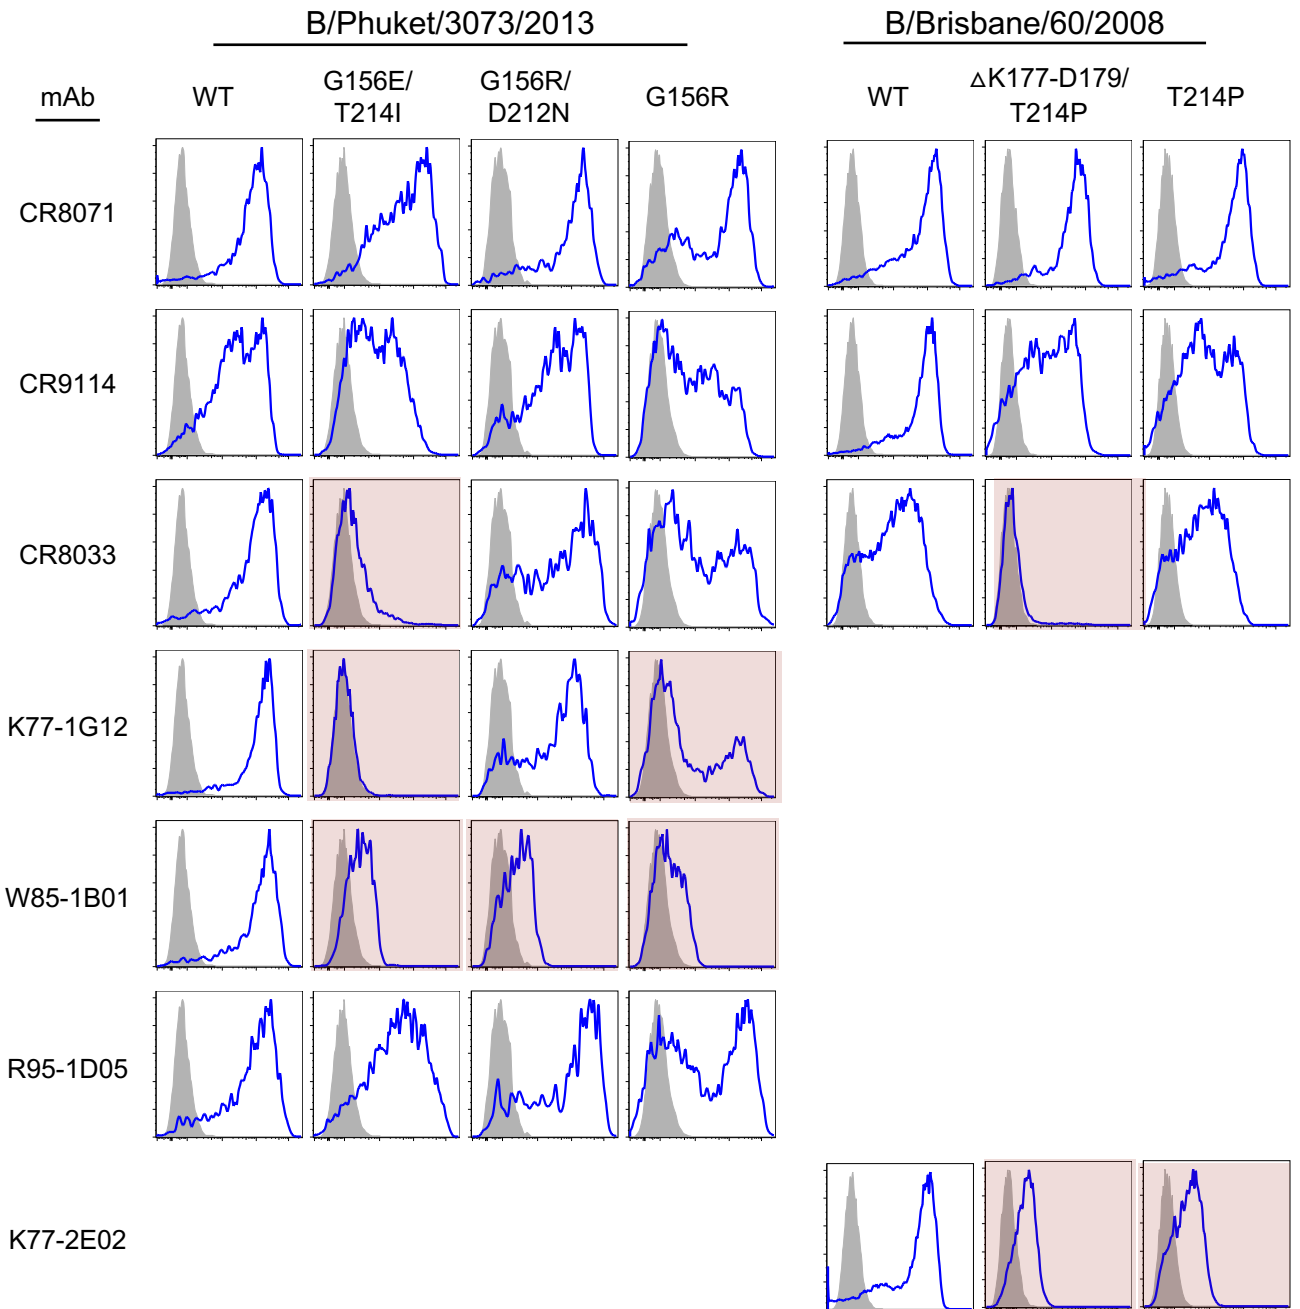 B/Phuket/3073/2013 B/Brisbane/60/2008
mAb WT G156E/ G156R/ G156R WT △K177-D179/ T214P
T214I D212N T214P
CR8071
CR9114
CR8033
K77-1G12
W85-1B01
R95-1D05
K77-2E02